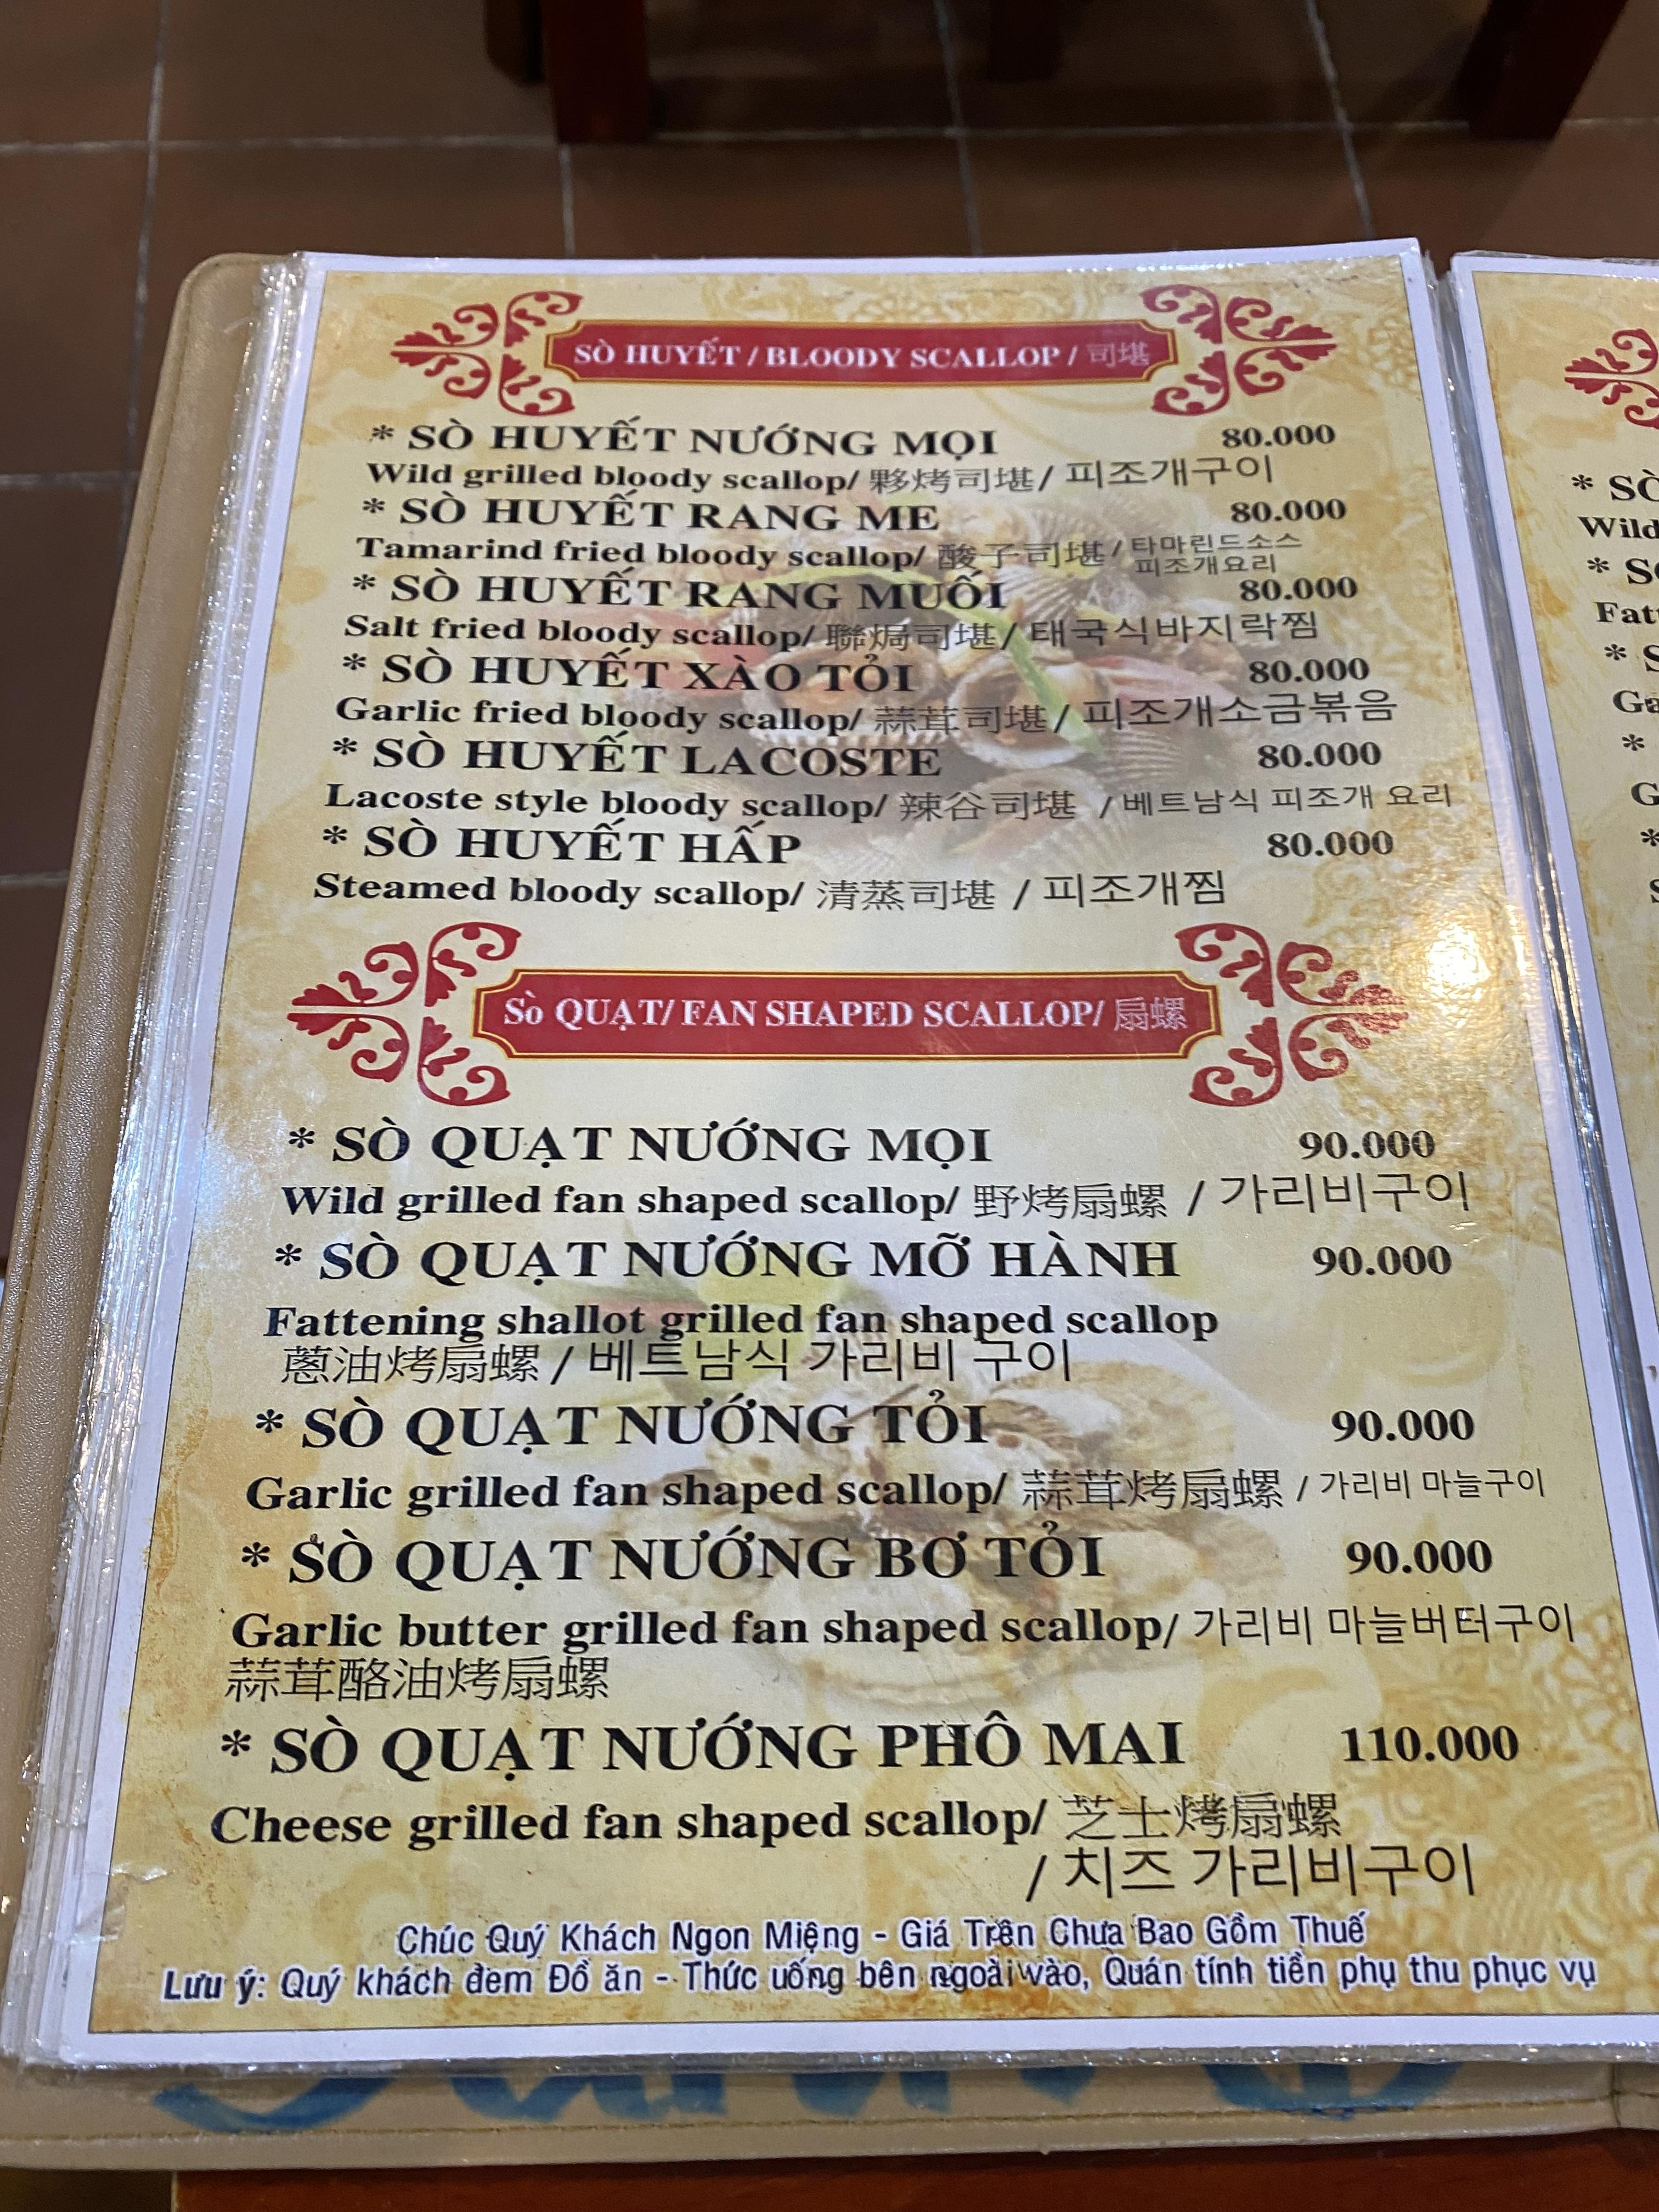 SÒ HUYẾT / BLOODY SCALLOP / 司堪
* SÒ HUYẾT NƯỚNG MỌI 80.000
Wild grilled bloody scallop/ 夥烤司堪/ 피조개구이
* SÒ HUYẾT RANG ME 80.000
Tamarind fried bloody scallop/ 酸子司堪/ 타마린드소스
피조개요리
* SÒ HUYẾT RANG MUỐI 80.000
Salt fried bloody scallop/ 聯焗司堪/ 태국식바지락찜
* SÒ HUYẾT XÀO TỎI 80.000
Garlic fried bloody scallop/ 蒜茸司堪/ 피조개소금볶음
* SÒ HUYẾT LACOSTE 80.000
Lacoste style bloody scallop/ 辣谷司堪 / 베트남식 피조개 요리
* SÒ HUYẾT HẤP 80.000
Steamed bloody scallop/ 清蒸司堪 / 피조개찜
Sò QUẠT/ FAN SHAPED SCALLOP/ 扇螺
* SÒ QUẠT NƯỚNG MỌI 90.000
Wild grilled fan shaped scallop/ 野烤扇螺 / 가리비구이
* SÒ QUẠT NƯỚNG MỠ HÀNH 90.000
Fattening shallot grilled fan shaped scallop
蔥油烤扇螺 / 베트남식 가리비 구이
* SÒ QUẠT NƯỚNG TỎI 90.000
Garlic grilled fan shaped scallop/ 蒜茸烤扇螺 / 가리비 마늘구이
* SÒ QUẠT NƯỚNG BƠ TỎI 90.000
Garlic butter grilled fan shaped scallop/ 가리비 마늘버터구이
蒜茸酪油烤扇螺
* SÒ QUẠT NƯỚNG PHÔ MAI 110.000
Cheese grilled fan shaped scallop/ 芝士烤扇螺
/ 치즈 가리비구이
Chúc Quý Khách Ngon Miệng - Giá Trên Chưa Bao Gồm Thuế
Lưu ý: Quý khách đem Đồ ăn - Thức uống bên ngoài vào, Quán tính tiền phụ thu phục vụ
* SÒ
Wild